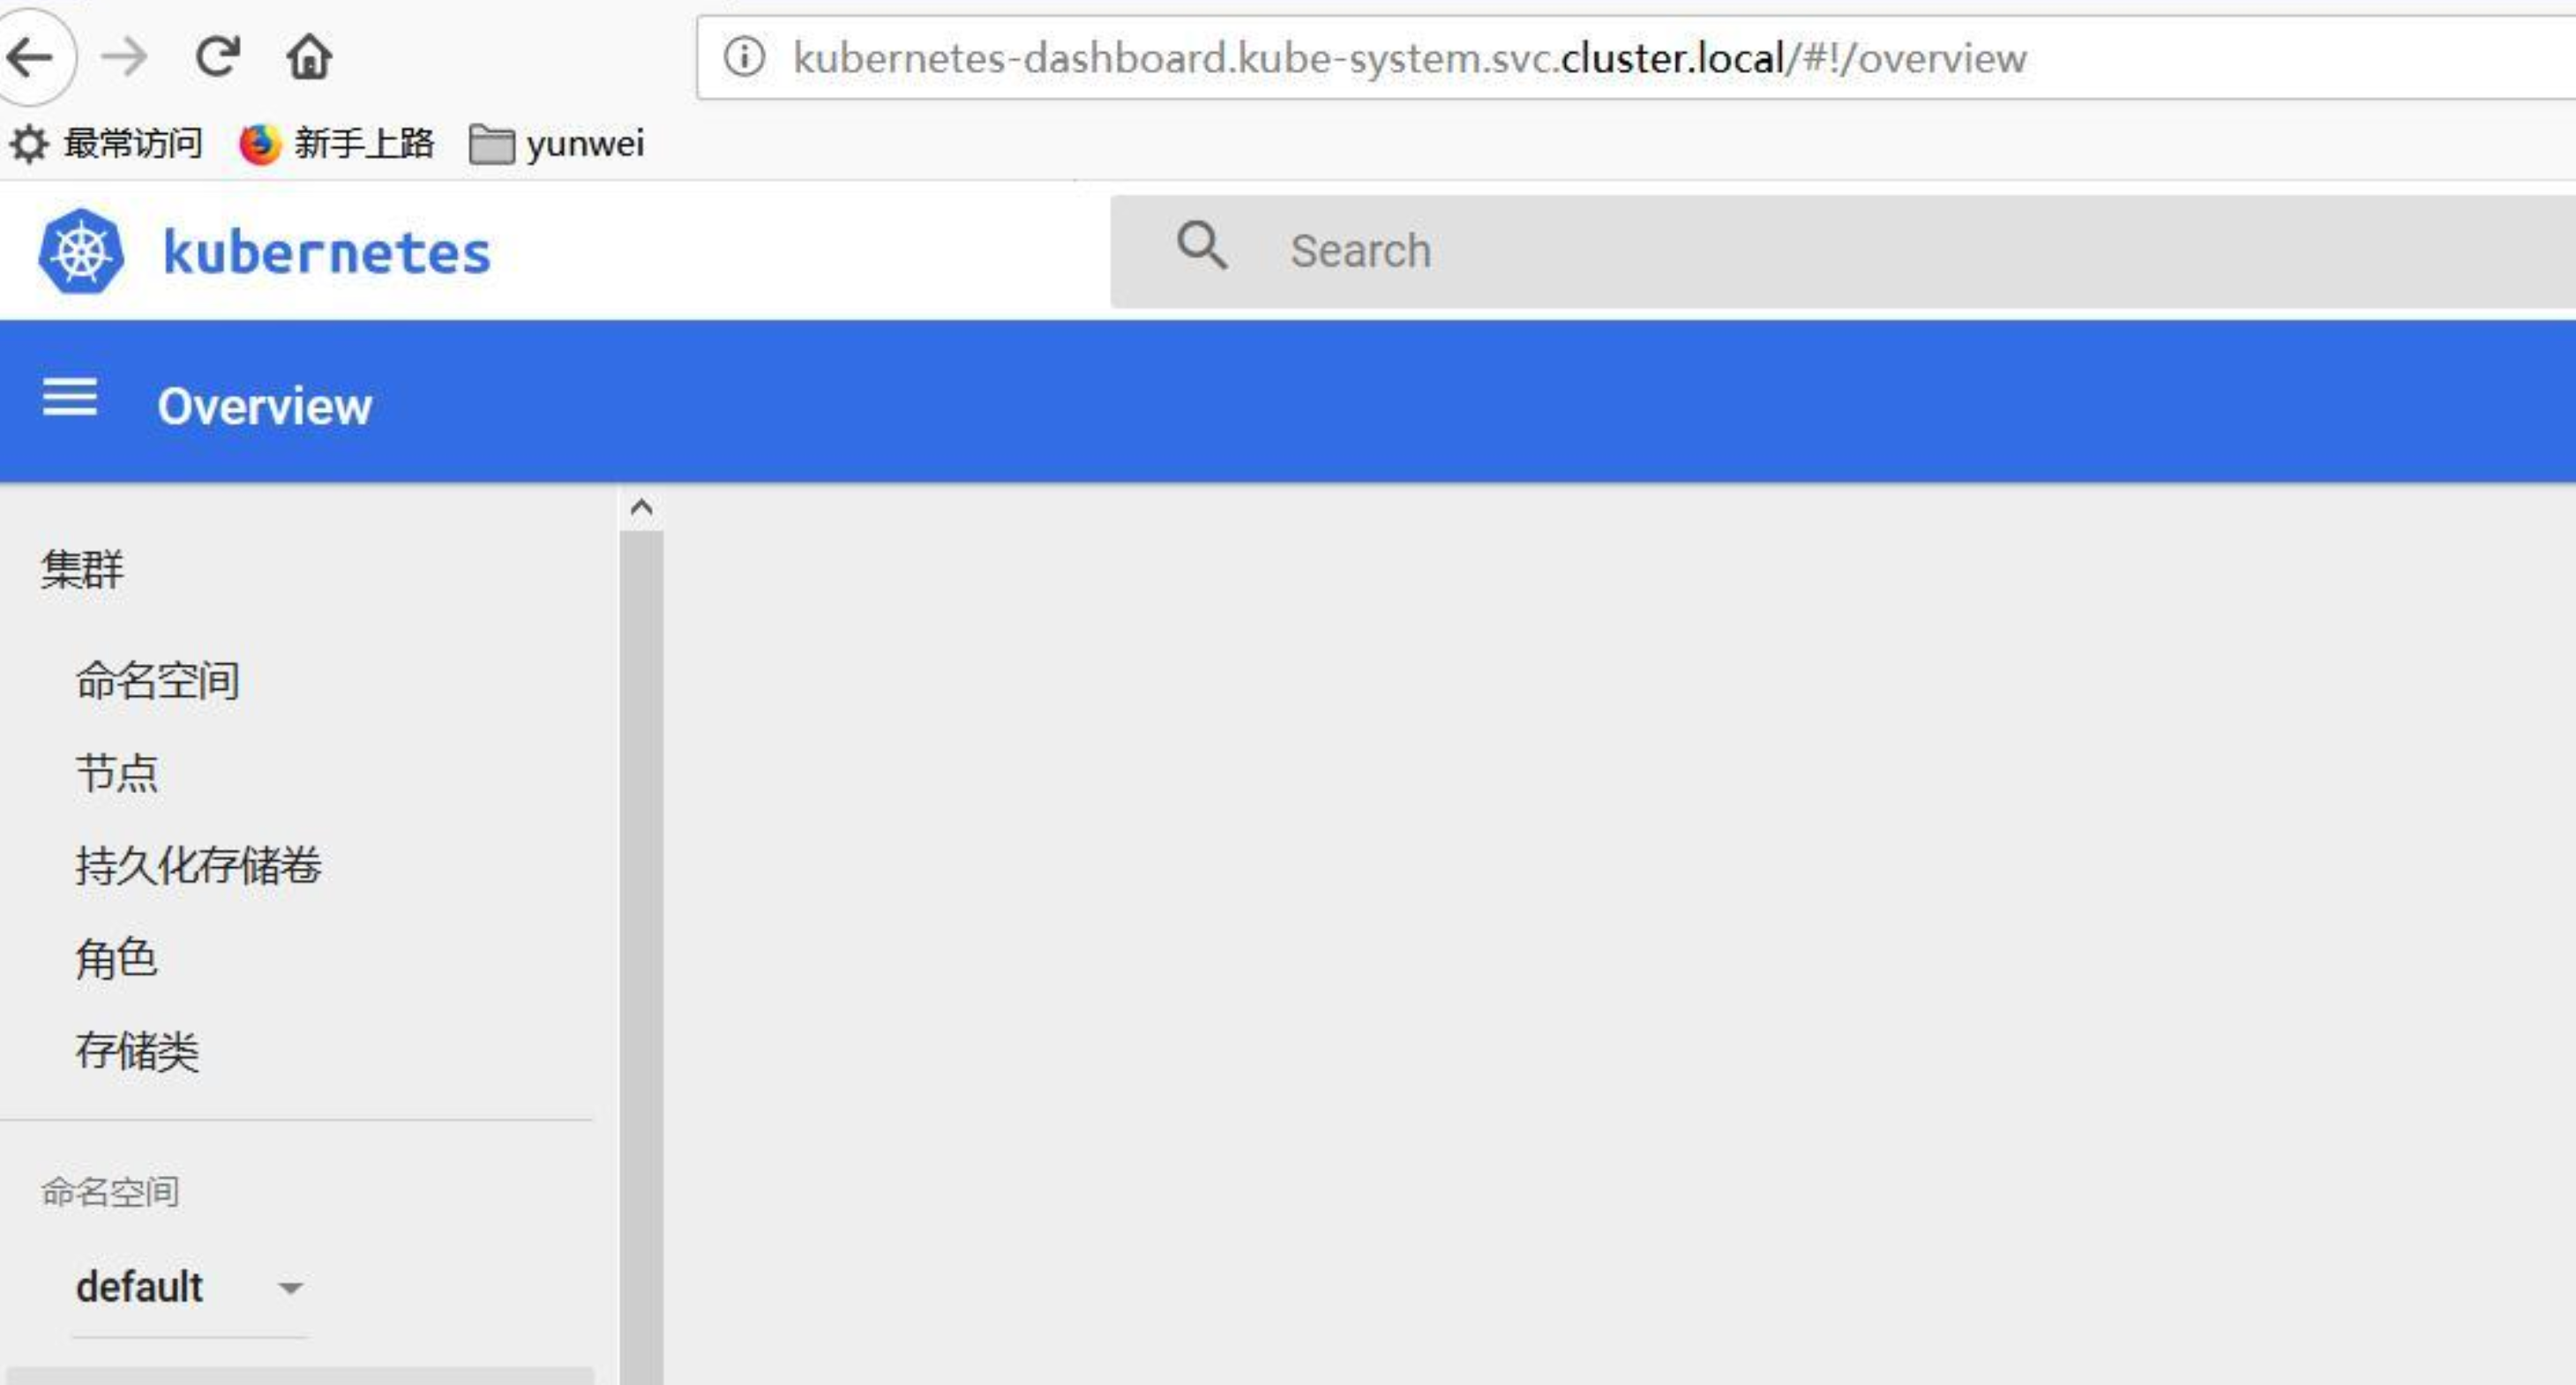 kubernetes-dashboard.kube-system.svc.cluster.local/#!/overview
最常访问 新手上路 yunwei
kubernetes Search
Overview
集群
命名空间
节点
持久化存储卷
角色
存储类
命名空间
default